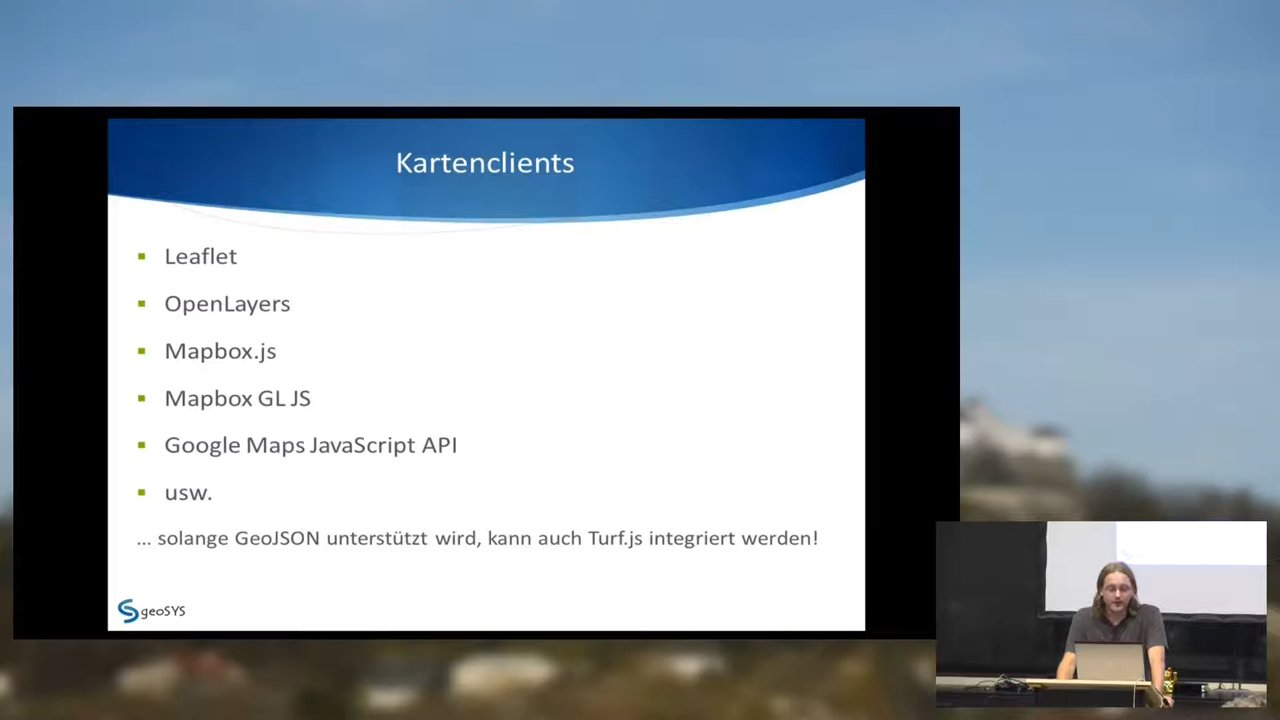 Kartenclients
Leaflet
OpenLayers
Mapbox.js
Mapbox GL JS
Google Maps JavaScript API
usw.
... solange GeoJSON unterstützt wird, kann auch Turf.js integriert werden!
geoSYS